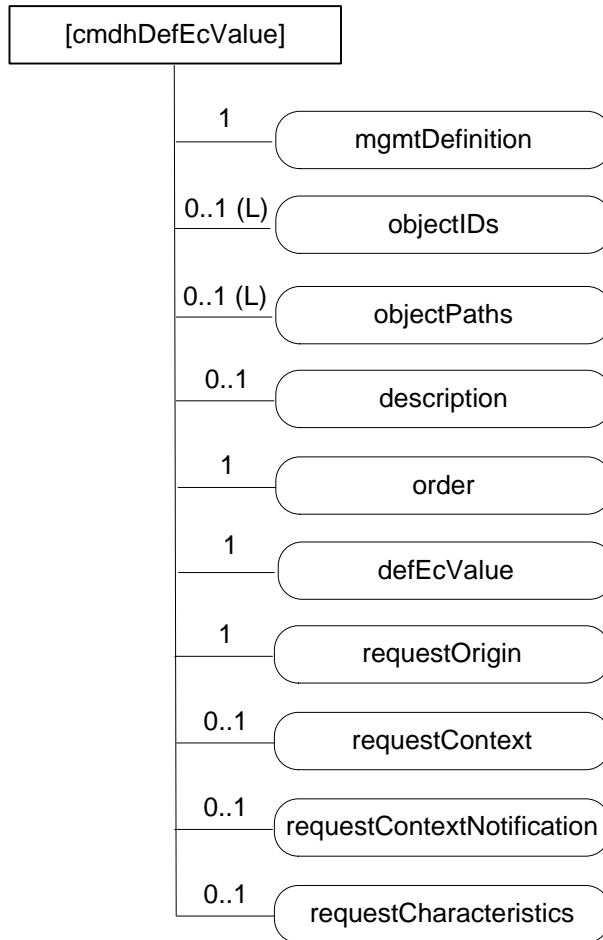 [cmdhDefEcValue]
1
mgmtDefinition
0..1 (L)
objectIDs
0..1 (L)
objectPaths
0..1
description
1
order
1
defEcValue
1
requestOrigin
0..1
requestContext
0..1
requestContextNotification
0..1
requestCharacteristics